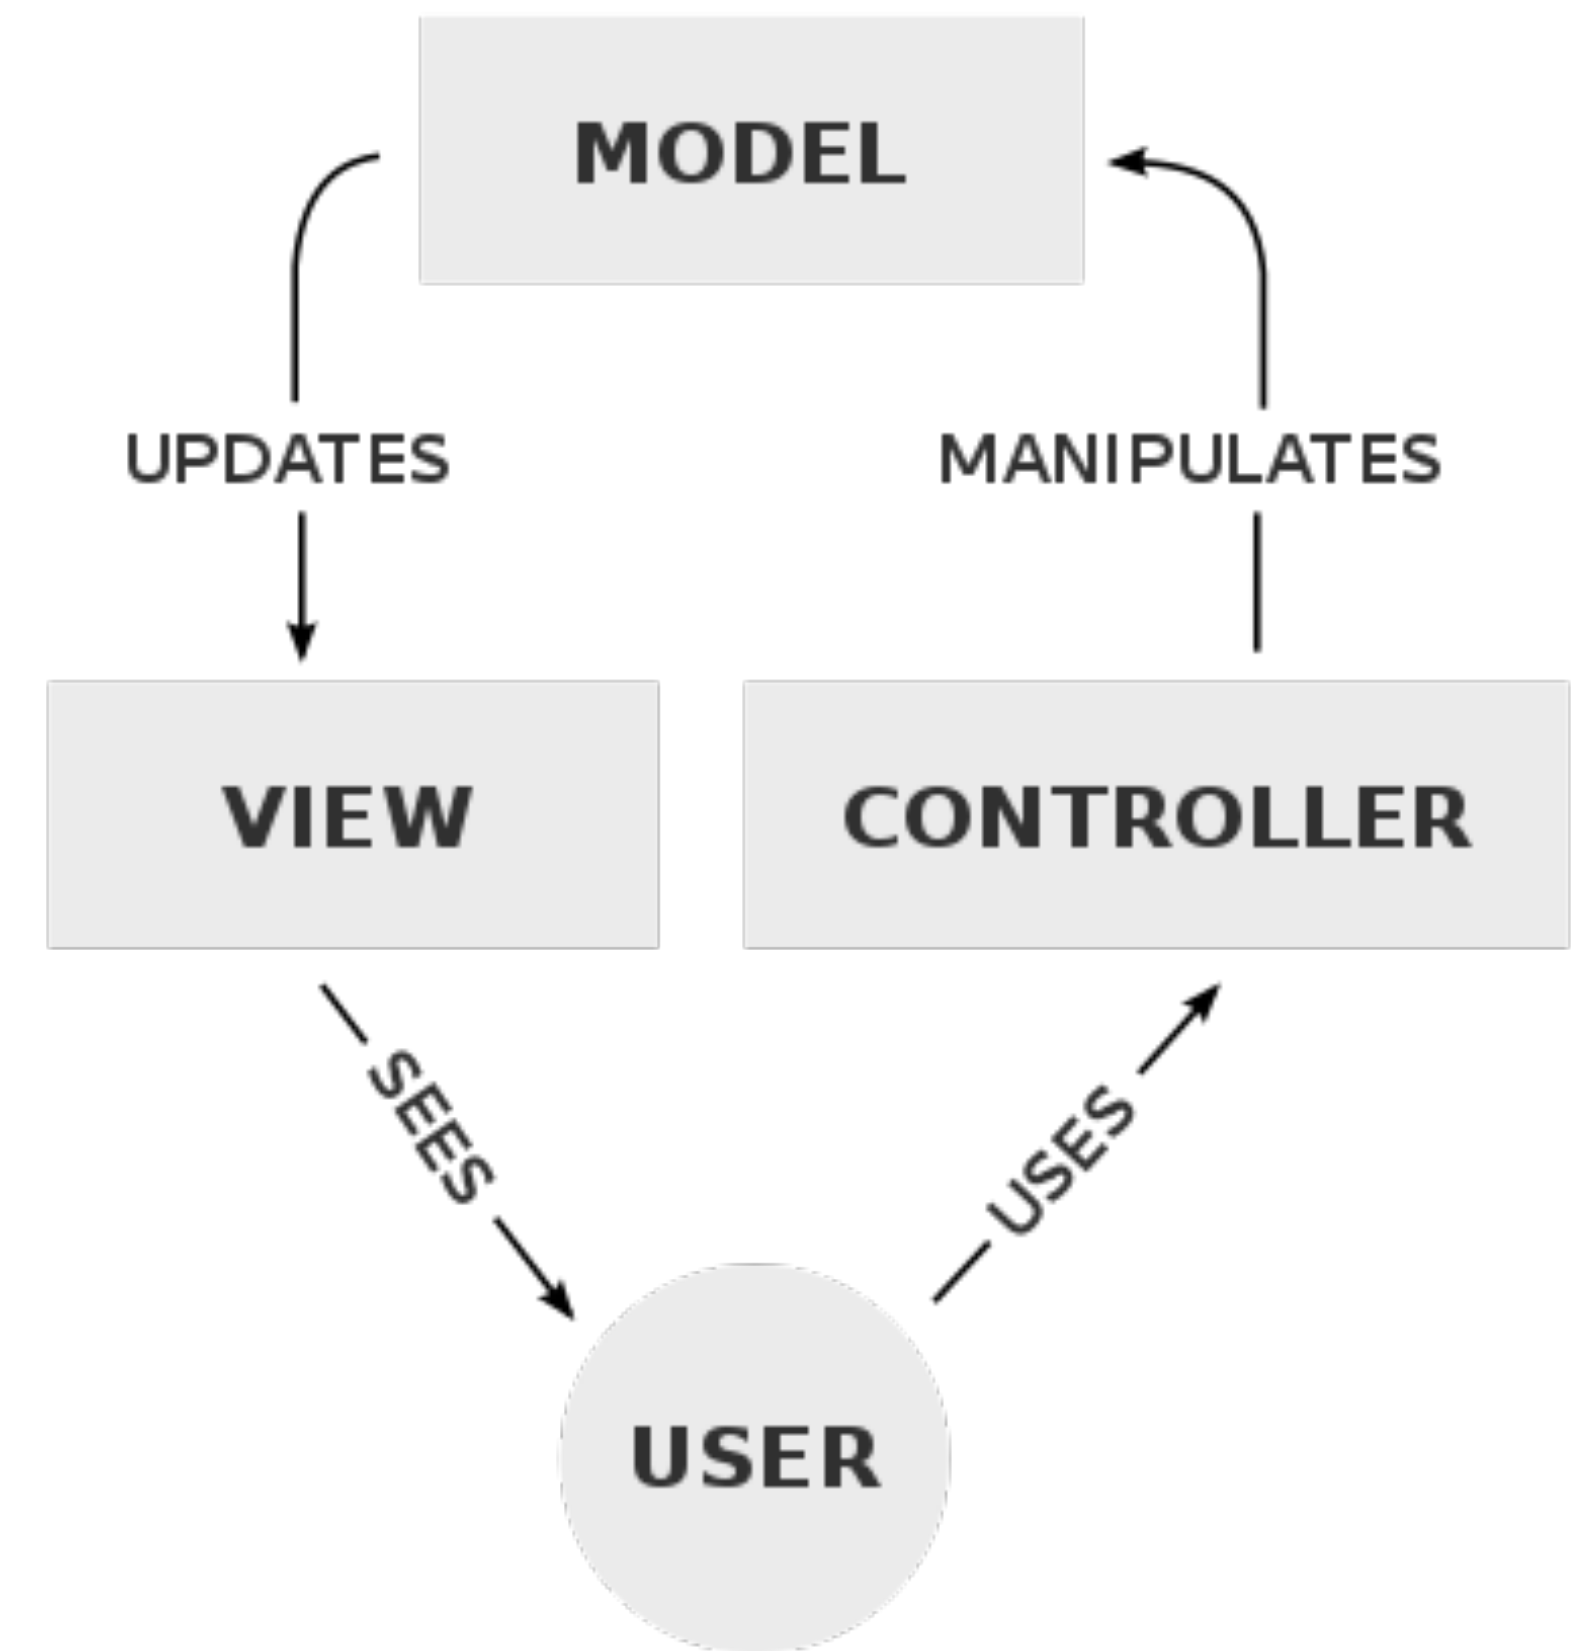 MODEL
UPDATES
MANIPULATES
VIEW
CONTROLLER
SEES
USES
USER